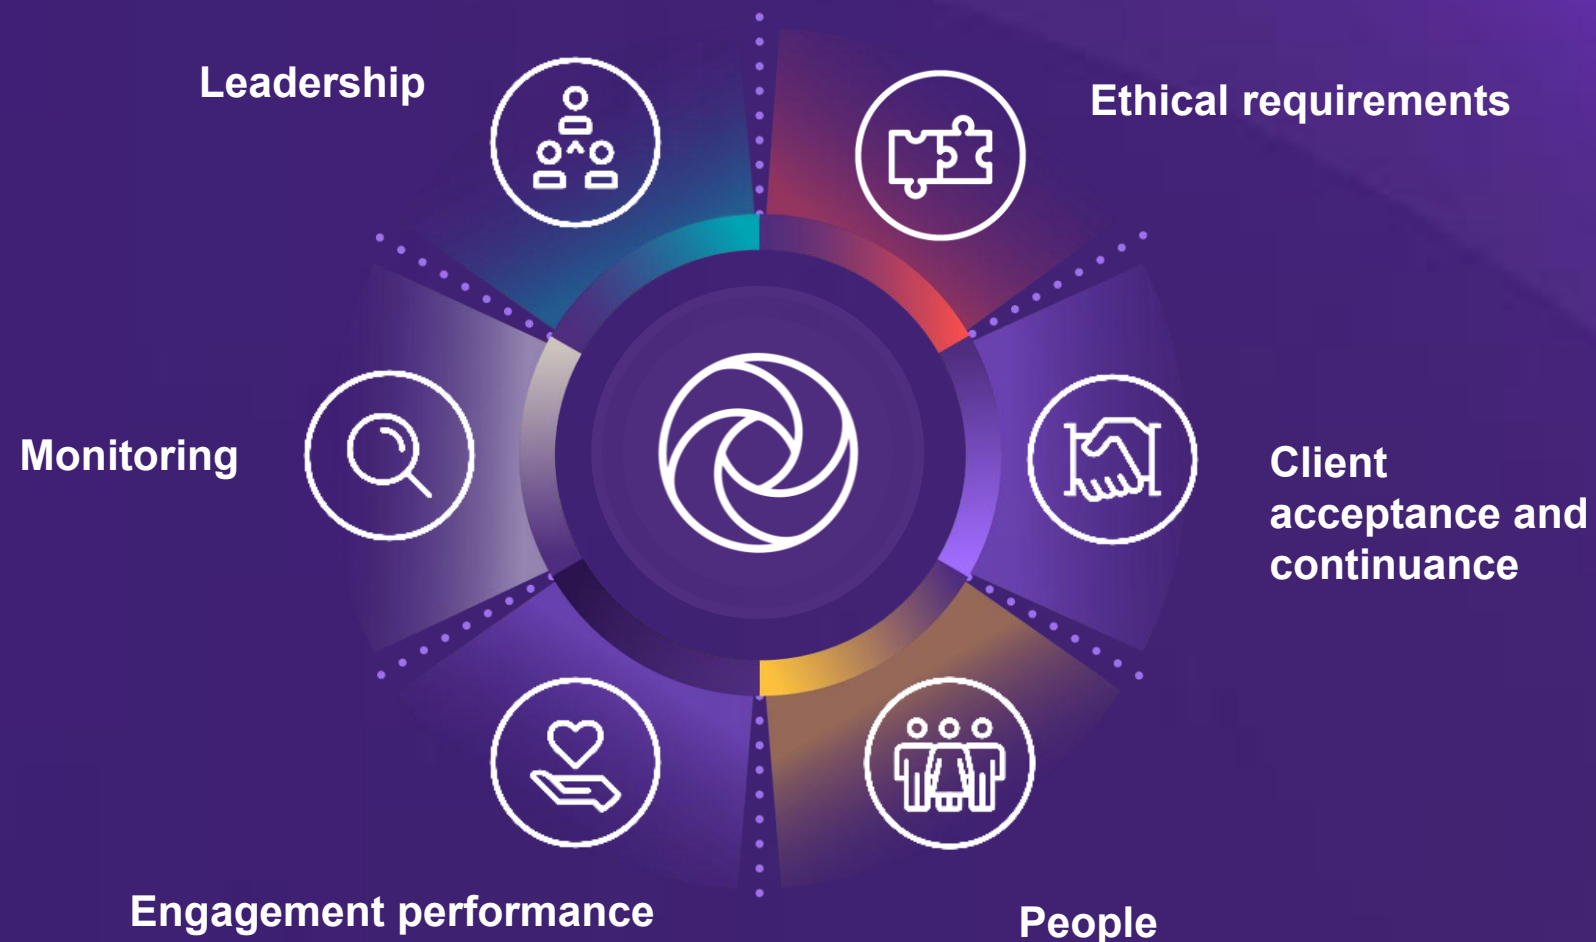 Leadership
Ethical requirements
Monitoring
Client
acceptance and
continuance
Engagement performance
People